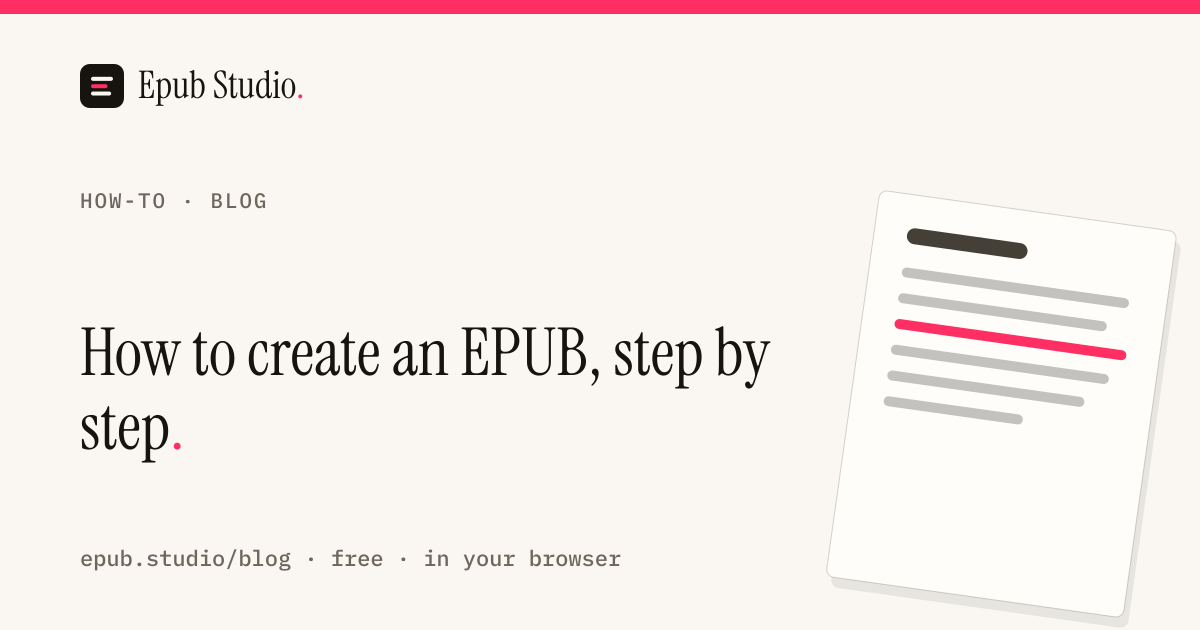 Epub Studio.
HOW-TO · BLOG
How to create an EPUB, step by
step.
epub.studio/blog · free · in your browser